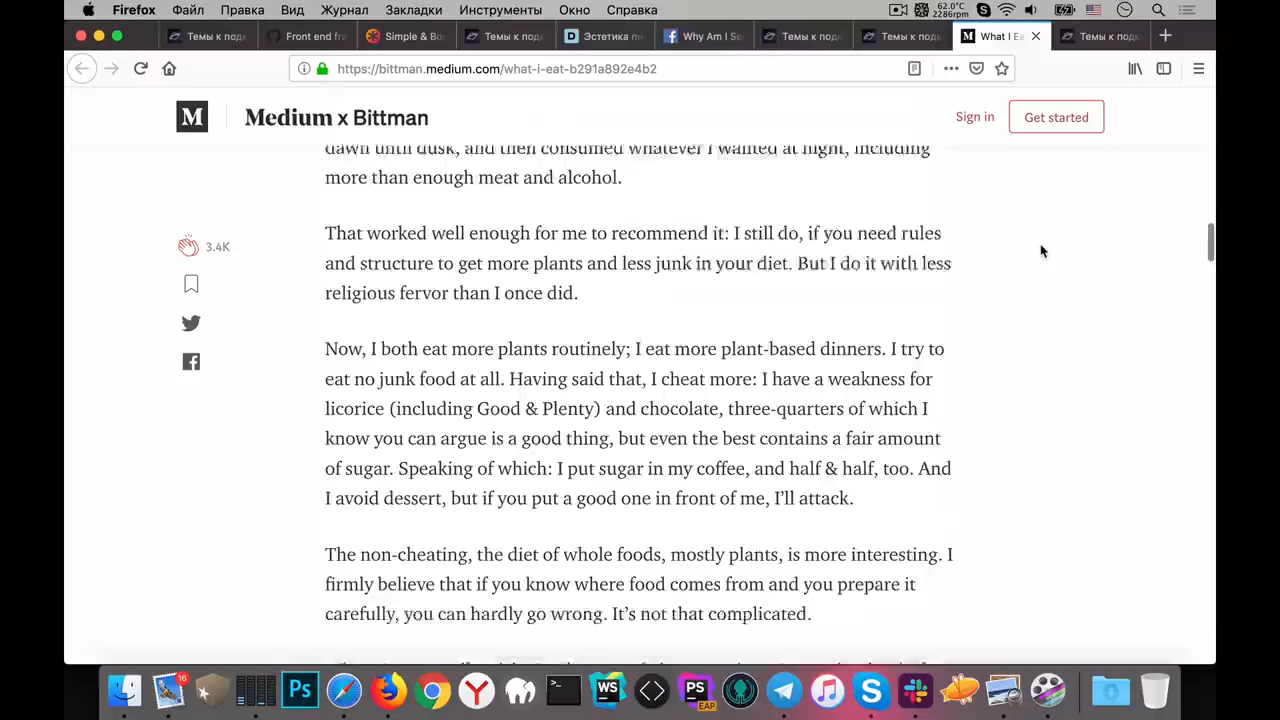 Firefox Файл Правка Вид Журнал Закладки Инструменты Окно Справка 62.0°C 2286rpm
Темы к подк Front end fra Simple & Bo Темы к подк Эстетика пи Why Am I Se Темы к подк Темы к подк What I Ea Темы к подк
https://bittman.medium.com/what-i-eat-b291a892e4b2
M Medium x Bittman Sign in Get started
dawn until dusk, and then consumed whatever I wanted at night, including
more than enough meat and alcohol.
That worked well enough for me to recommend it: I still do, if you need rules
and structure to get more plants and less junk in your diet. But I do it with less
religious fervor than I once did.
3.4K
Now, I both eat more plants routinely; I eat more plant-based dinners. I try to
eat no junk food at all. Having said that, I cheat more: I have a weakness for
licorice (including Good & Plenty) and chocolate, three-quarters of which I
know you can argue is a good thing, but even the best contains a fair amount
of sugar. Speaking of which: I put sugar in my coffee, and half & half, too. And
I avoid dessert, but if you put a good one in front of me, I’ll attack.
The non-cheating, the diet of whole foods, mostly plants, is more interesting. I
firmly believe that if you know where food comes from and you prepare it
carefully, you can hardly go wrong. It’s not that complicated.
16 Ps WS PS EAP